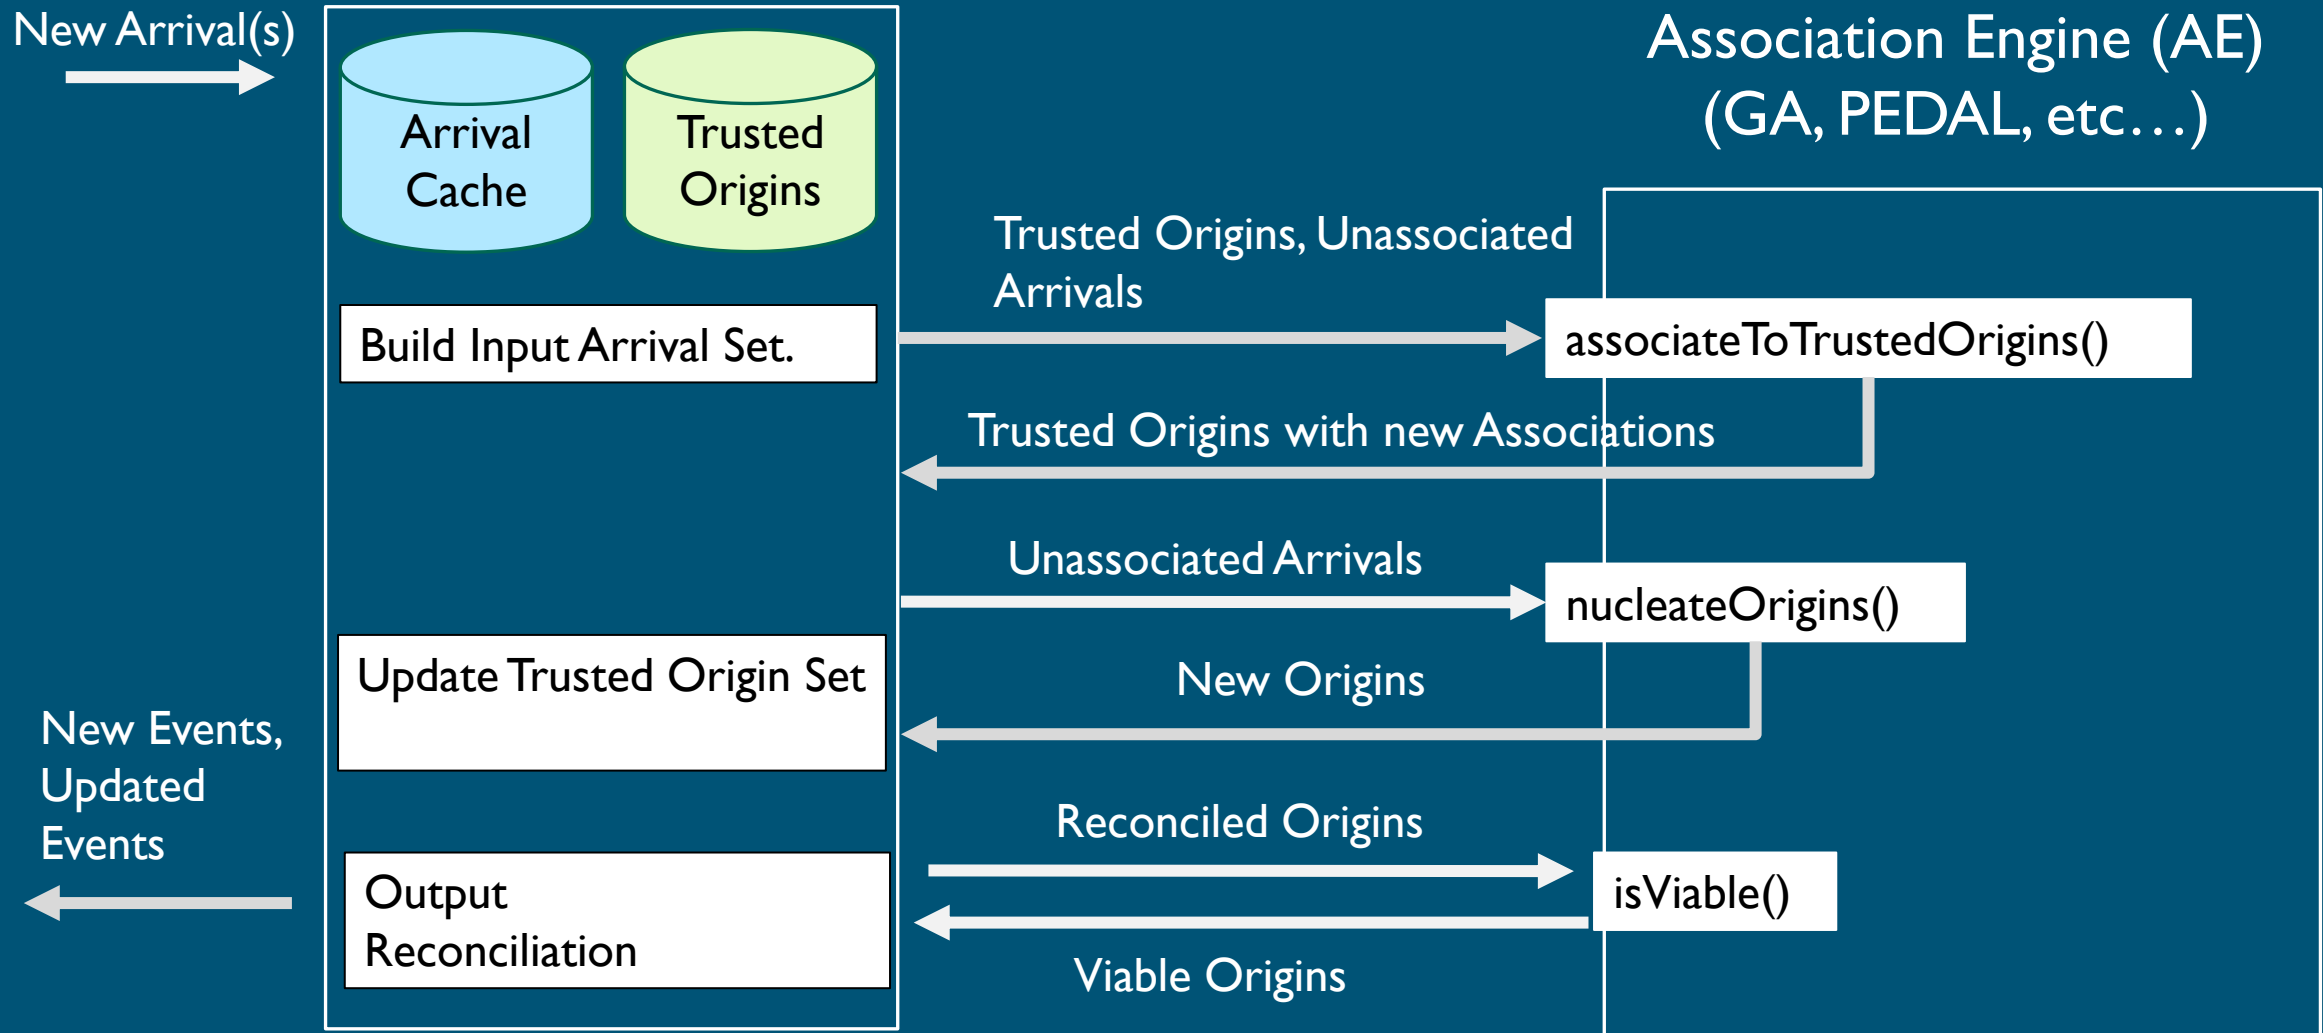 New Arrival(s)
Arrival
Cache
Trusted
Origins
Association Engine (AE)
(GA, PEDAL, etc…)
Trusted Origins, Unassociated
Arrivals
Build Input Arrival Set.
associateToTrustedOrigins()
Trusted Origins with new Associations
Unassociated Arrivals
nucleateOrigins()
Update Trusted Origin Set
New Origins
New Events,
Updated
Events
Reconciled Origins
Output
Reconciliation
isViable()
Viable Origins